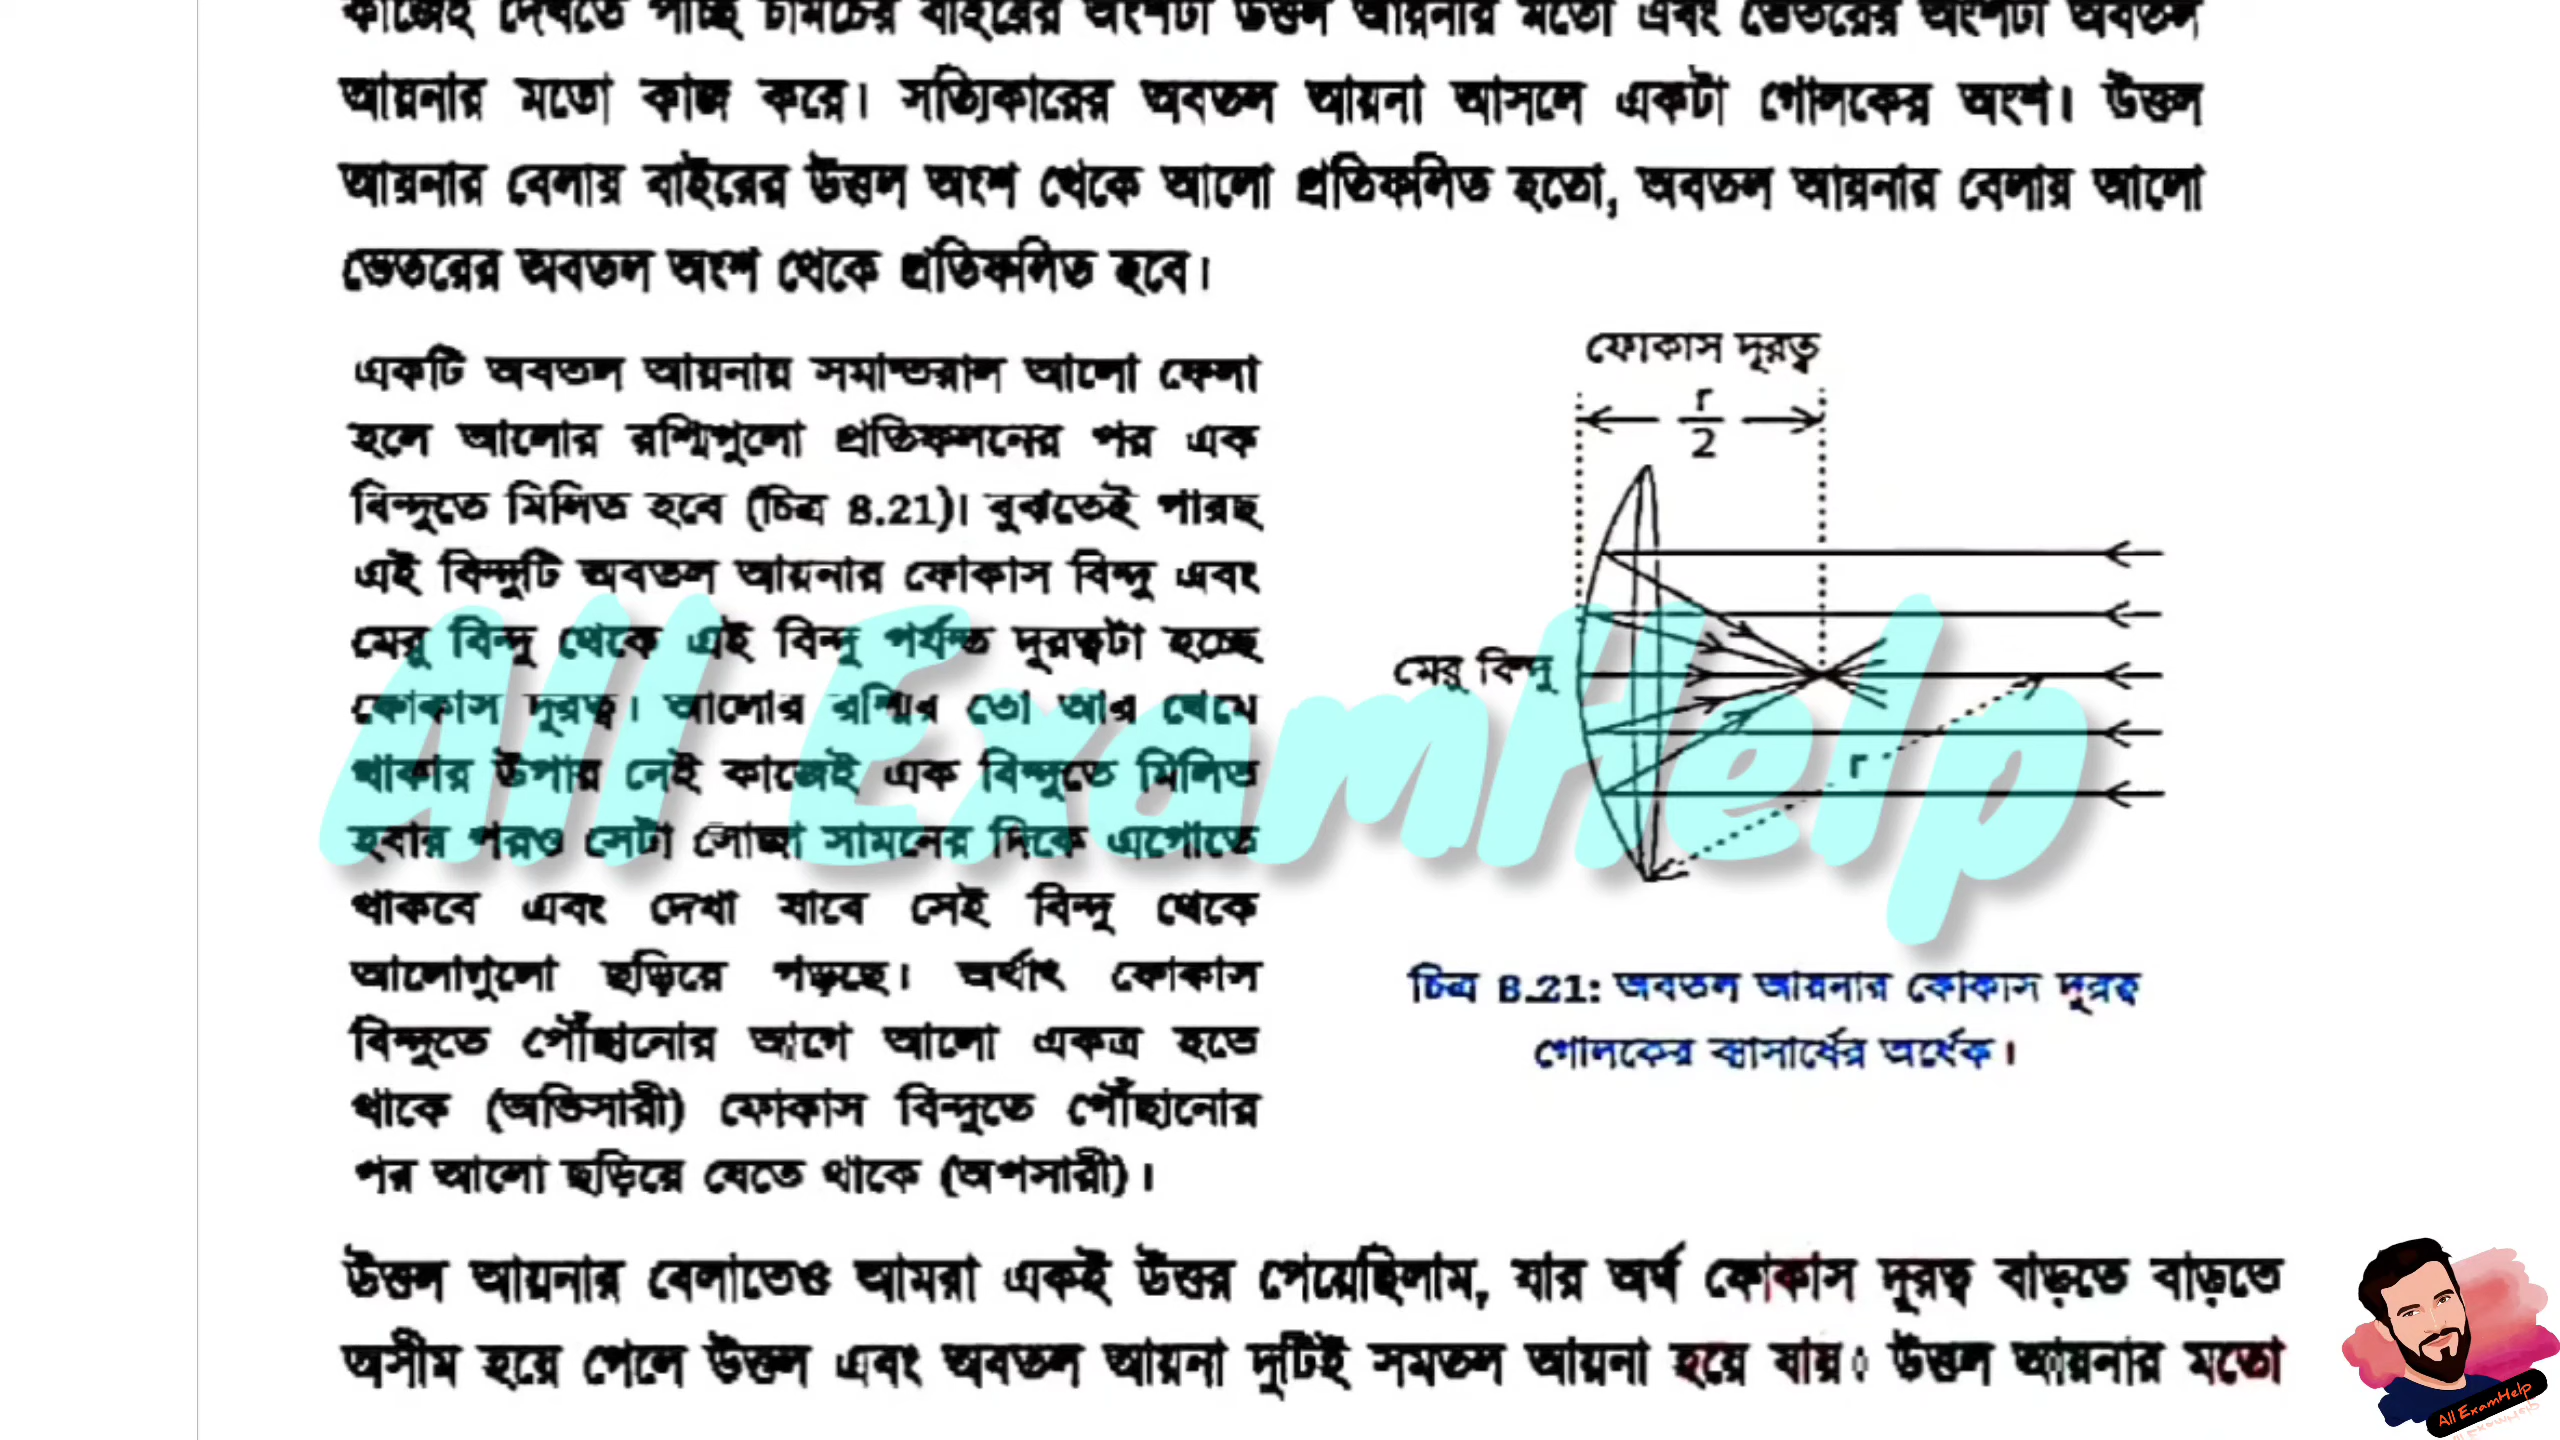 কাজেই দেখতে পাচ্ছ চামচের বাইরের অংশটা উত্তল আয়নার মতো এবং ভেতরের অংশটা অবতল
আয়নার মতো কাজ করে। সত্যিকারের অবতল আয়না আসলে একটা গোলকের অংশ। উত্তল
আয়নার বেলায় বাইরের উত্তল অংশ থেকে আলো প্রতিফলিত হতো, অবতল আয়নার বেলায় আলো
ভেতরের অবতল অংশ থেকে প্রতিফলিত হবে।
একটি অবতল আয়নায় সমান্তরাল আলো ফেলা
হলে আলোর রশ্মিগুলো প্রতিফলনের পর এক
বিন্দুতে মিলিত হবে (চিত্র 8.21)। বুঝতেই পারছ
এই বিন্দুটি অবতল আয়নার ফোকাস বিন্দু এবং
মেরু বিন্দু থেকে এই বিন্দু পর্যন্ত দূরত্বটা হচ্ছে
ফোকাস দূরত্ব। আলোর রশ্মির তো আর থেমে
থাকার উপায় নেই কাজেই এক বিন্দুতে মিলিত
হবার পরও সেটা সোজা সামনের দিকে এগোতে
থাকবে এবং দেখা যাবে সেই বিন্দু থেকে
আলোগুলো ছড়িয়ে পড়ছে। অর্থাৎ ফোকাস
বিন্দুতে পৌঁছানোর আগে আলো একত্র হতে
থাকে (অভিসারী) ফোকাস বিন্দুতে পৌঁছানোর
পর আলো ছড়িয়ে যেতে থাকে (অপসারী)।
ফোকাস দূরত্ব
r
2
মেরু বিন্দু
r
চিত্র 8.21: অবতল আয়নার ফোকাস দূরত্ব
গোলকের ব্যাসার্ধের অর্ধেক।
উত্তল আয়নার বেলাতেও আমরা একই উত্তর পেয়েছিলাম, যার অর্থ ফোকাস দূরত্ব বাড়তে বাড়তে
অসীম হয়ে গেলে উত্তল এবং অবতল আয়না দুটিই সমতল আয়না হয়ে যায়। উত্তল আয়নার মতো
All ExamHelp
All ExamHelp
All ExamHelp